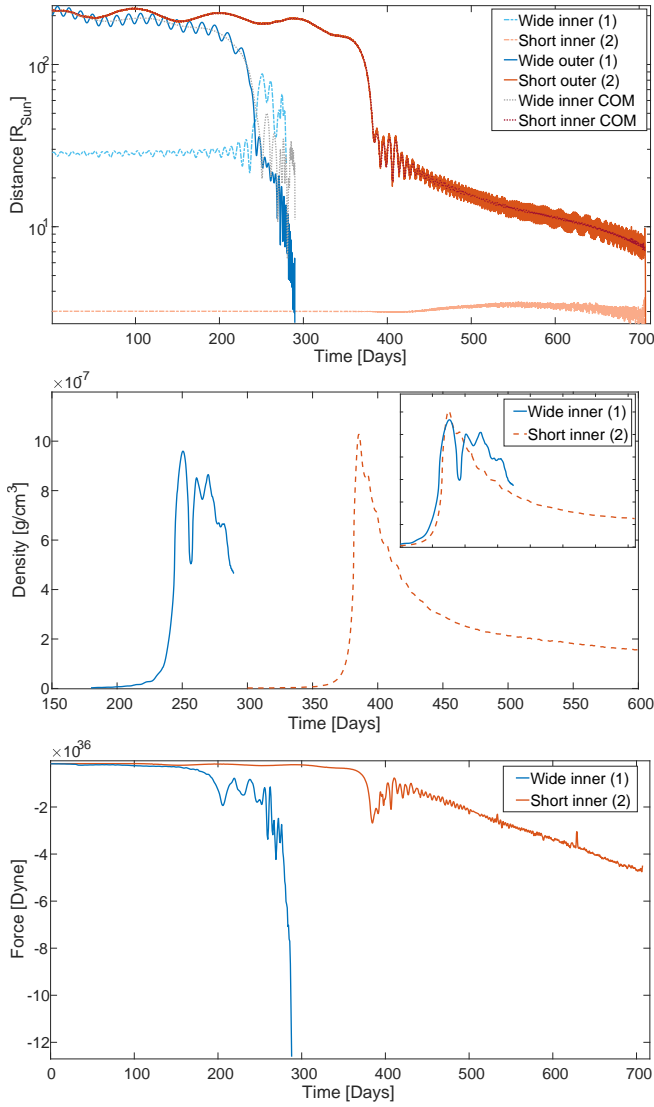 Distance [R_Sun]
10^2
10^1
100 200 300 400 500 600 700
Time [Days]
Wide inner (1)
Short inner (2)
Wide outer (1)
Short outer (2)
Wide inner COM
Short inner COM
×10^-7
Density [g/cm^3]
10
8
6
4
2
0
150 200 250 300 350 400 450 500 550 600
Time [Days]
Wide inner (1)
Short inner (2)
×10^36
Force [Dyne]
-2
-4
-6
-8
-10
-12
0 100 200 300 400 500 600 700
Time [Days]
Wide inner (1)
Short inner (2)